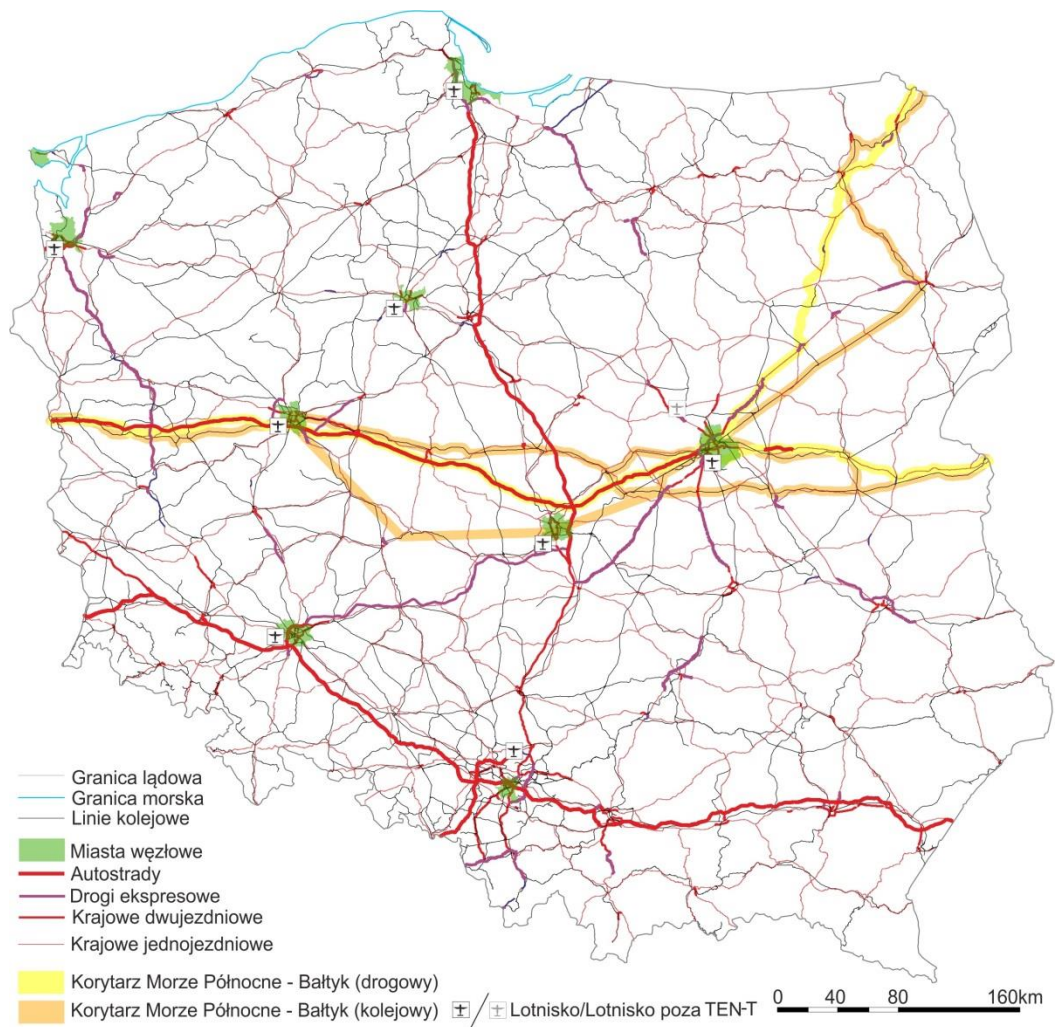 Granica lądowa
Granica morska
Linie kolejowe
Miasta węzłowe
Autostrady
Drogi ekspresowe
Krajowe dwujezdniowe
Krajowe jednojezdniowe
Korytarz Morze Północne - Bałtyk (drogowy)
Korytarz Morze Północne - Bałtyk (kolejowy)
/ Lotnisko/Lotnisko poza TEN-T
0 40 80 160km